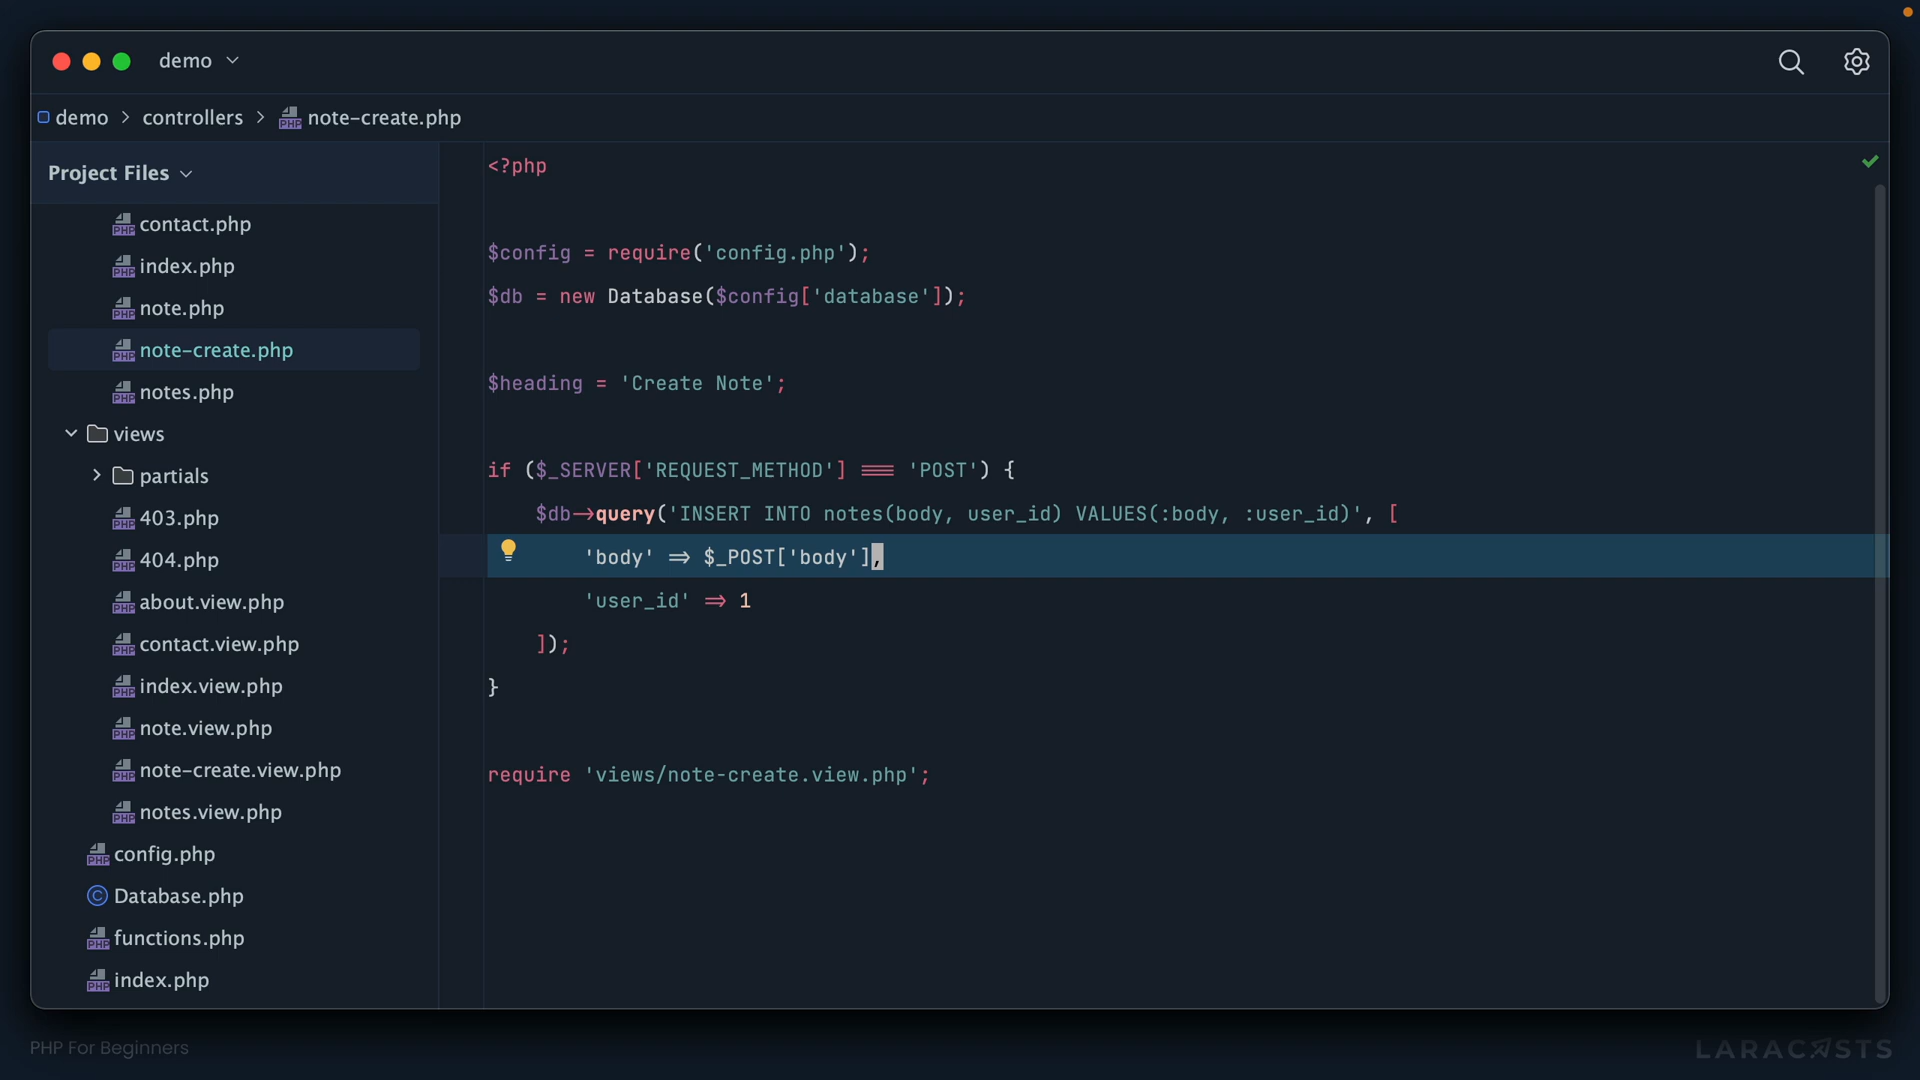 demo
demo > controllers > note-create.php
Project Files
contact.php
index.php
note.php
note-create.php
notes.php
views
partials
403.php
404.php
about.view.php
contact.view.php
index.view.php
note.view.php
note-create.view.php
notes.view.php
config.php
Database.php
functions.php
index.php
<?php
$config = require('config.php');
$db = new Database($config['database']);
$heading = 'Create Note';
if ($_SERVER['REQUEST_METHOD'] === 'POST') {
    $db->query('INSERT INTO notes(body, user_id) VALUES(:body, :user_id)', [
        'body' => $_POST['body'],
        'user_id' => 1
    ]);
}
require 'views/note-create.view.php';
PHP For Beginners
LARACASTS